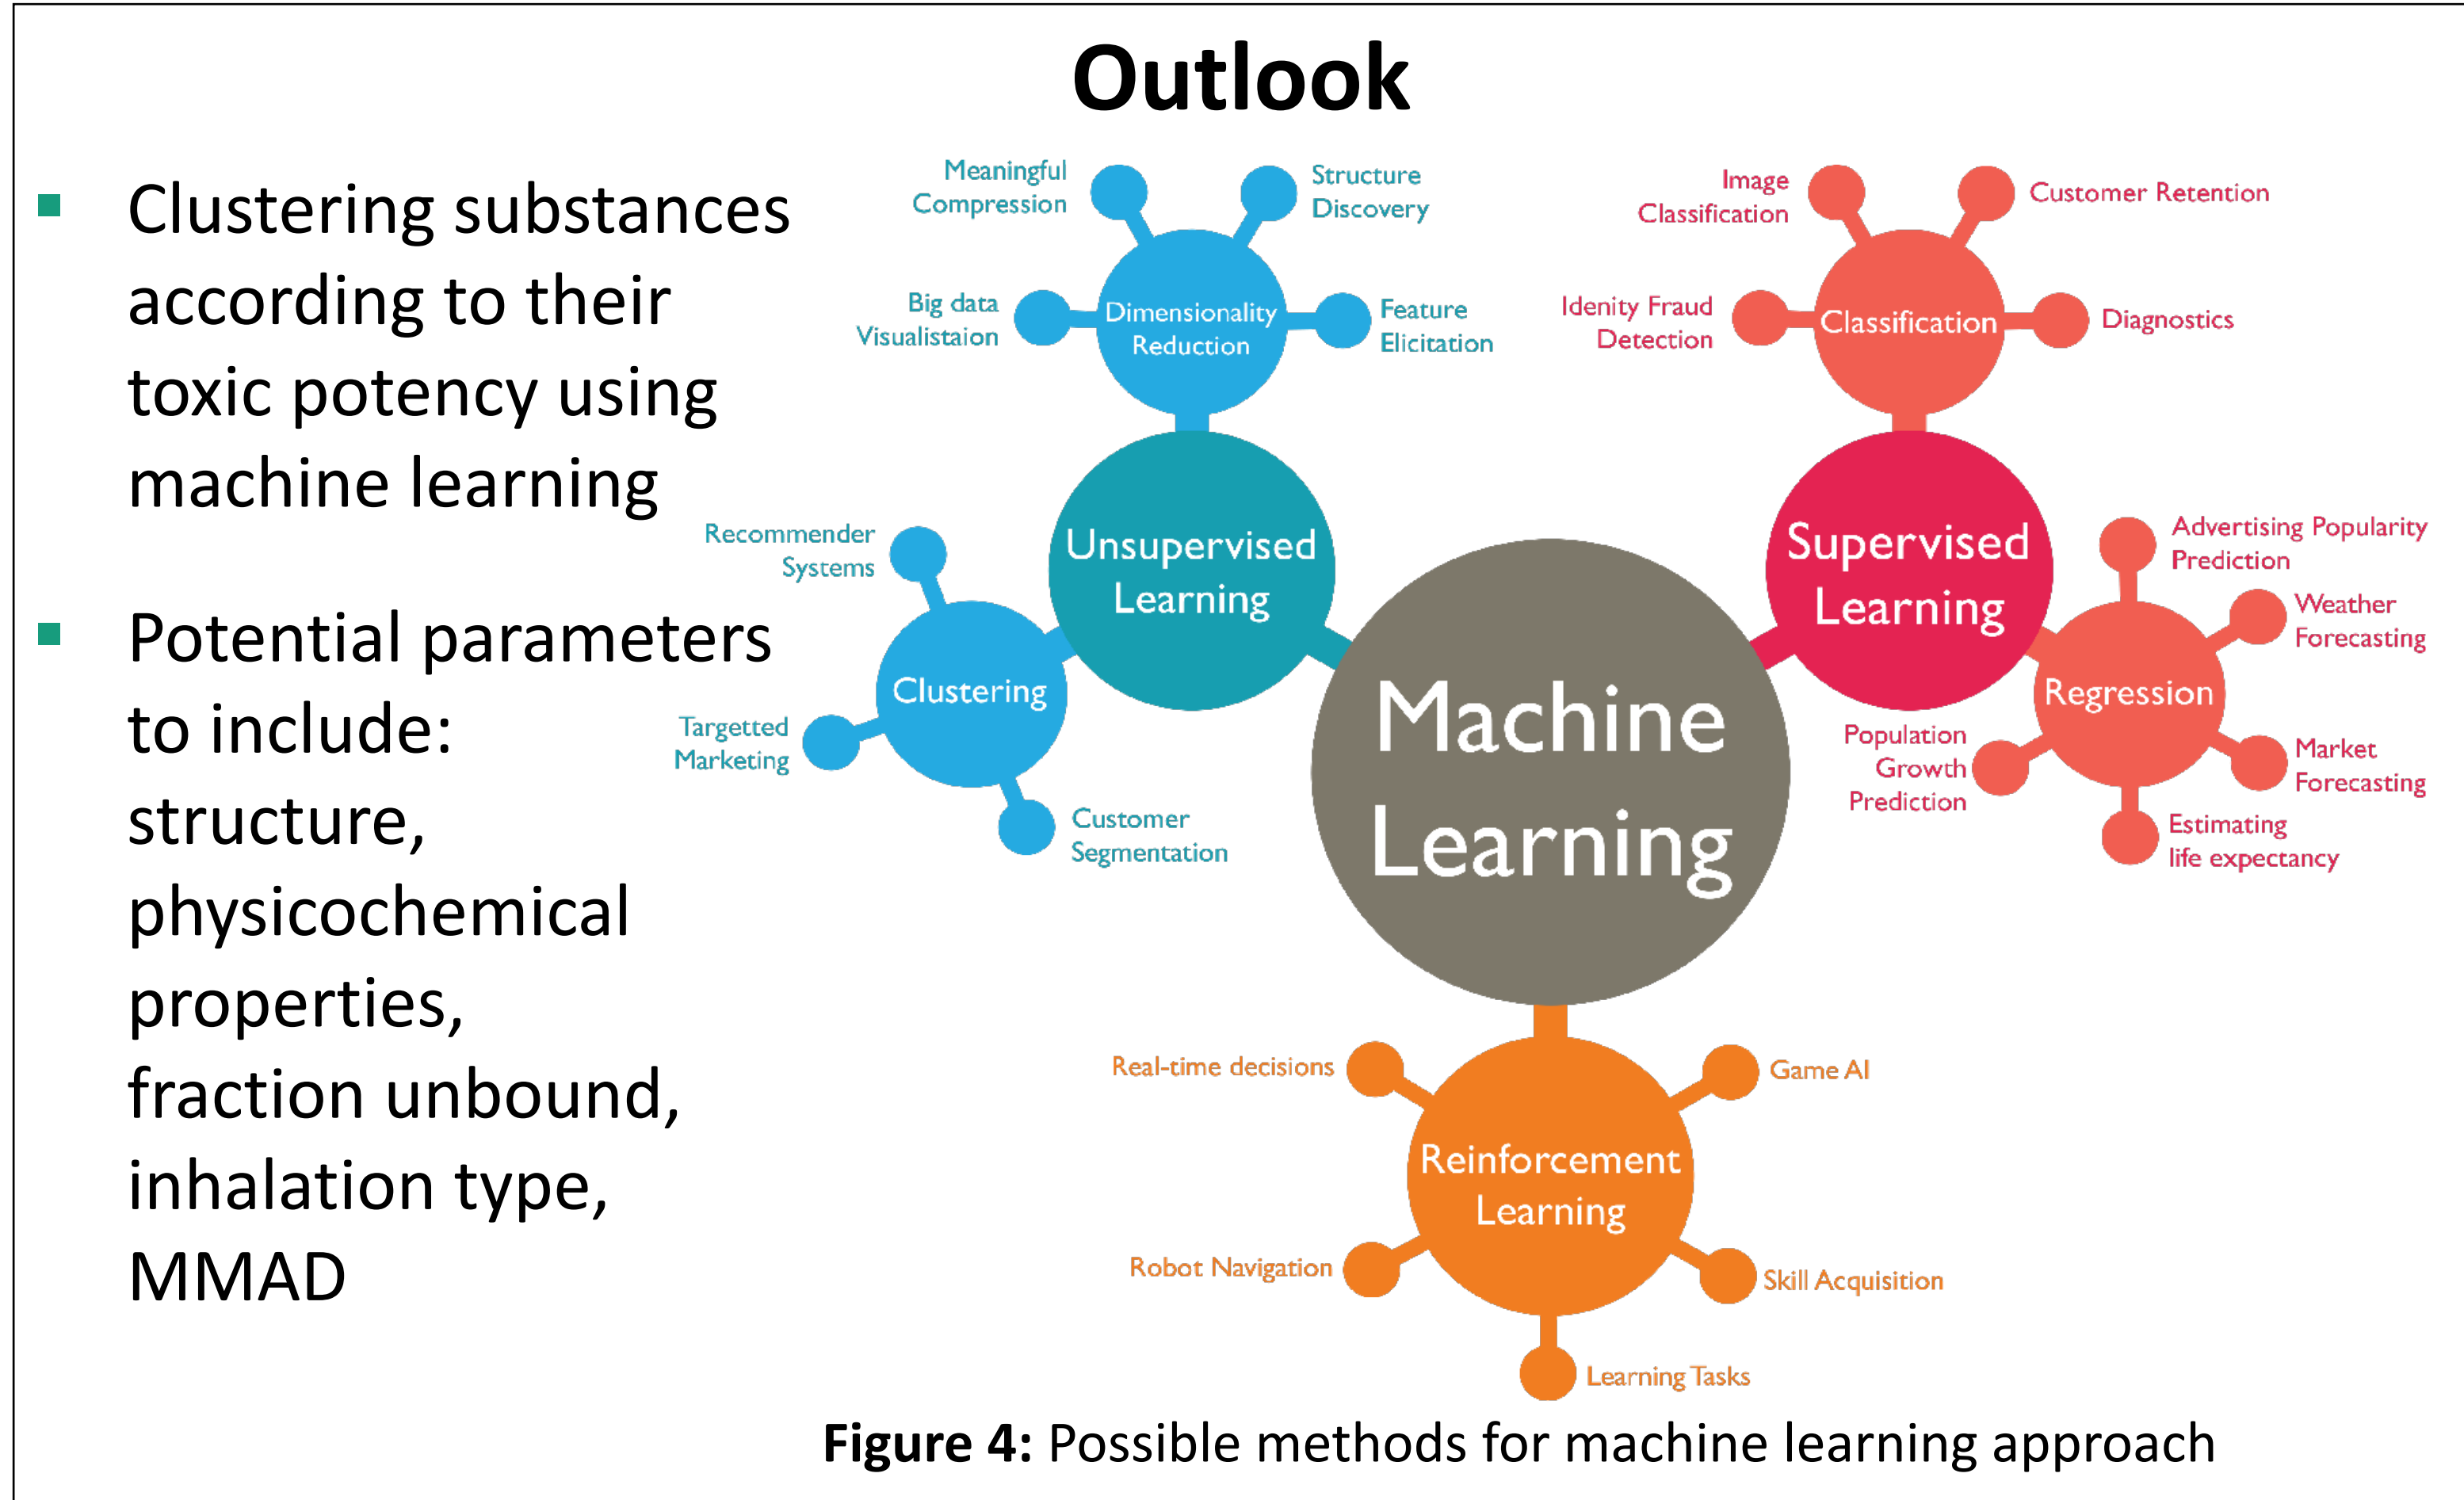 Outlook
Clustering substances
according to their
toxic potency using
machine learning
Potential parameters
to include:
structure,
physicochemical
properties,
fraction unbound,
inhalation type,
MMAD
Meaningful
Compression
Structure
Discovery
Big data
Visualistaion
Dimensionality
Reduction
Feature
Elicitation
Unsupervised
Learning
Recommender
Systems
Clustering
Targetted
Marketing
Customer
Segmentation
Machine
Learning
Image
Classification
Customer Retention
Idenity Fraud
Detection
Classification
Diagnostics
Supervised
Learning
Advertising Popularity
Prediction
Weather
Forecasting
Regression
Population
Growth
Prediction
Market
Forecasting
Estimating
life expectancy
Real-time decisions
Game AI
Reinforcement
Learning
Robot Navigation
Skill Acquisition
Learning Tasks
Figure 4: Possible methods for machine learning approach